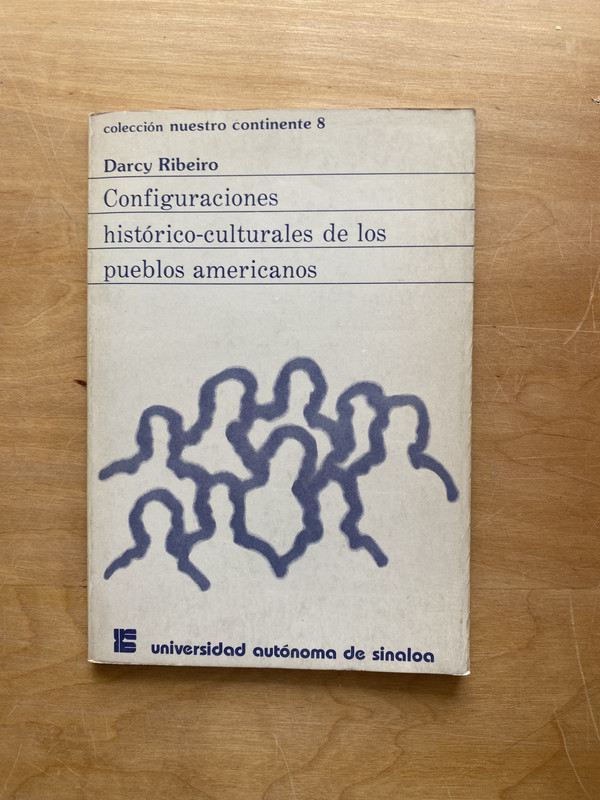 colección nuestro continente 8
Darcy Ribeiro
Configuraciones
histórico-culturales de los
pueblos americanos
universidad autónoma de sinaloa